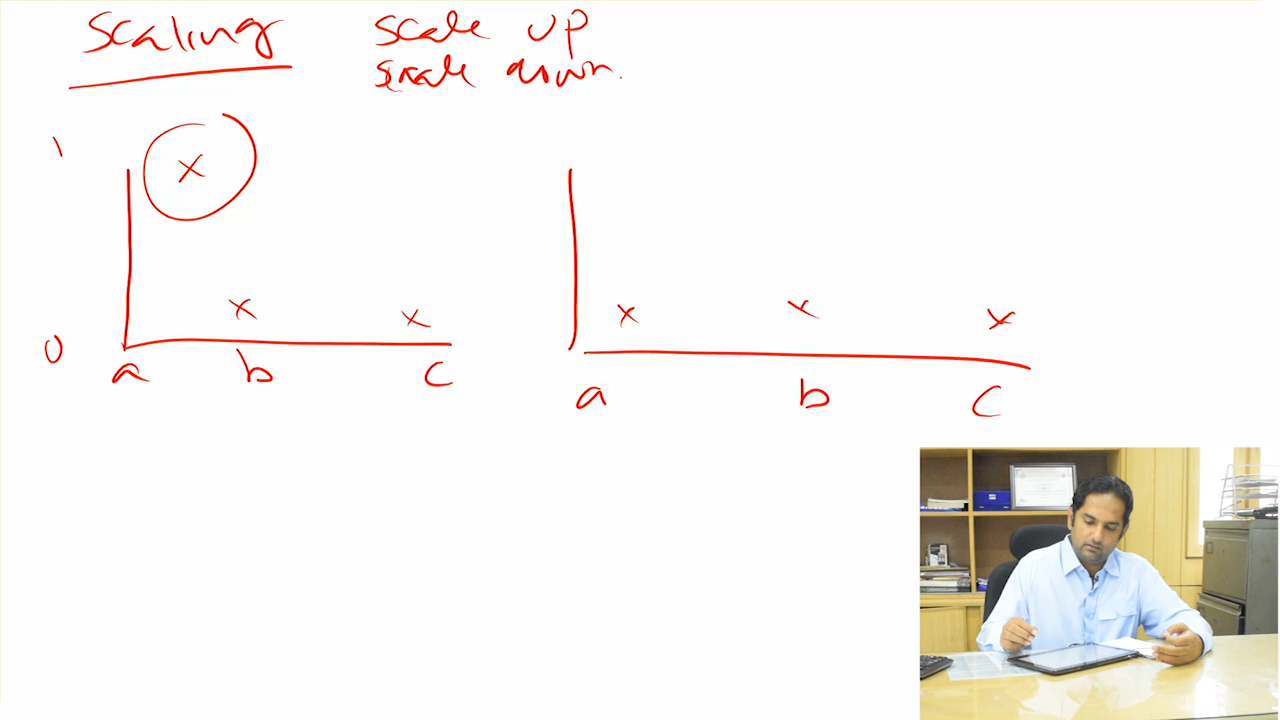 Scaling scale up
scale down.
1 x
x x x x x
0
a b c a b c